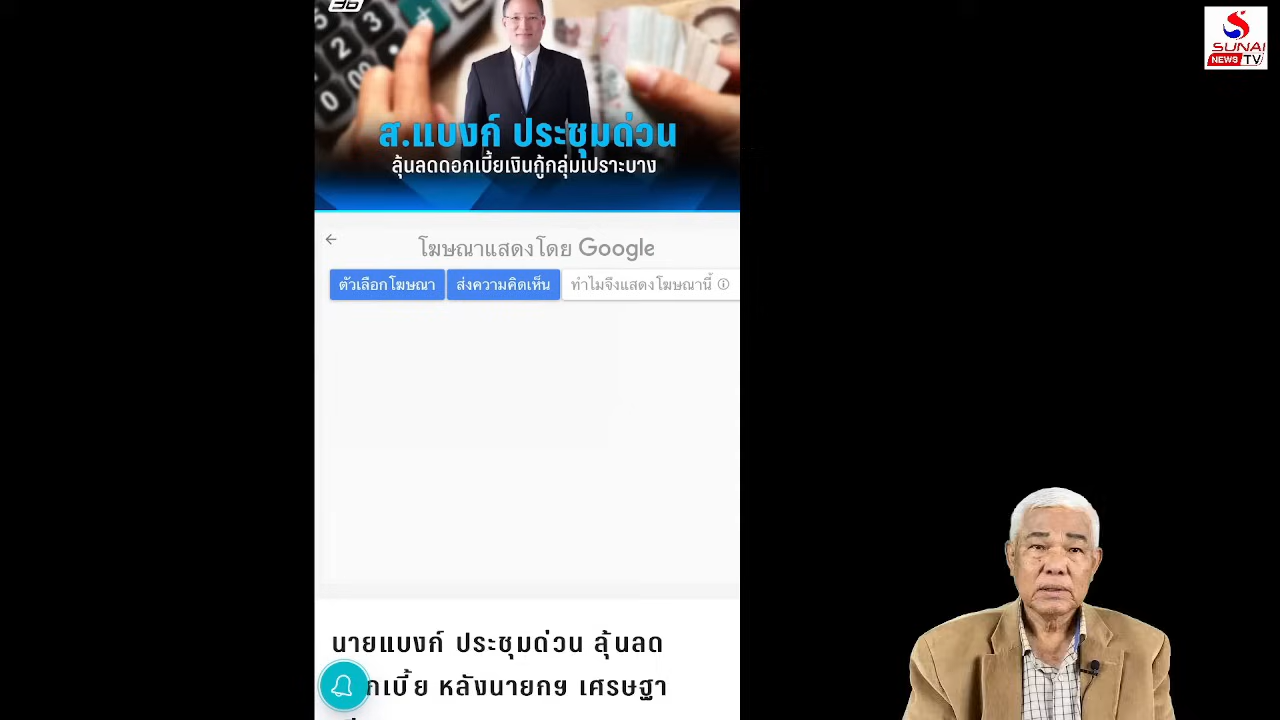 36
SUNAI
NEWS TV
ส.แบงก์ ประชุมด่วน
ลุ้นลดดอกเบี้ยเงินกู้กลุ่มเปราะบาง
โฆษณาแสดงโดย Google
ตัวเลือกโฆษณา ส่งความคิดเห็น ทำไมจึงแสดงโฆษณานี้
นายแบงก์ ประชุมด่วน ลุ้นลด
กเบี้ย หลังนายกฯ เศรษฐา